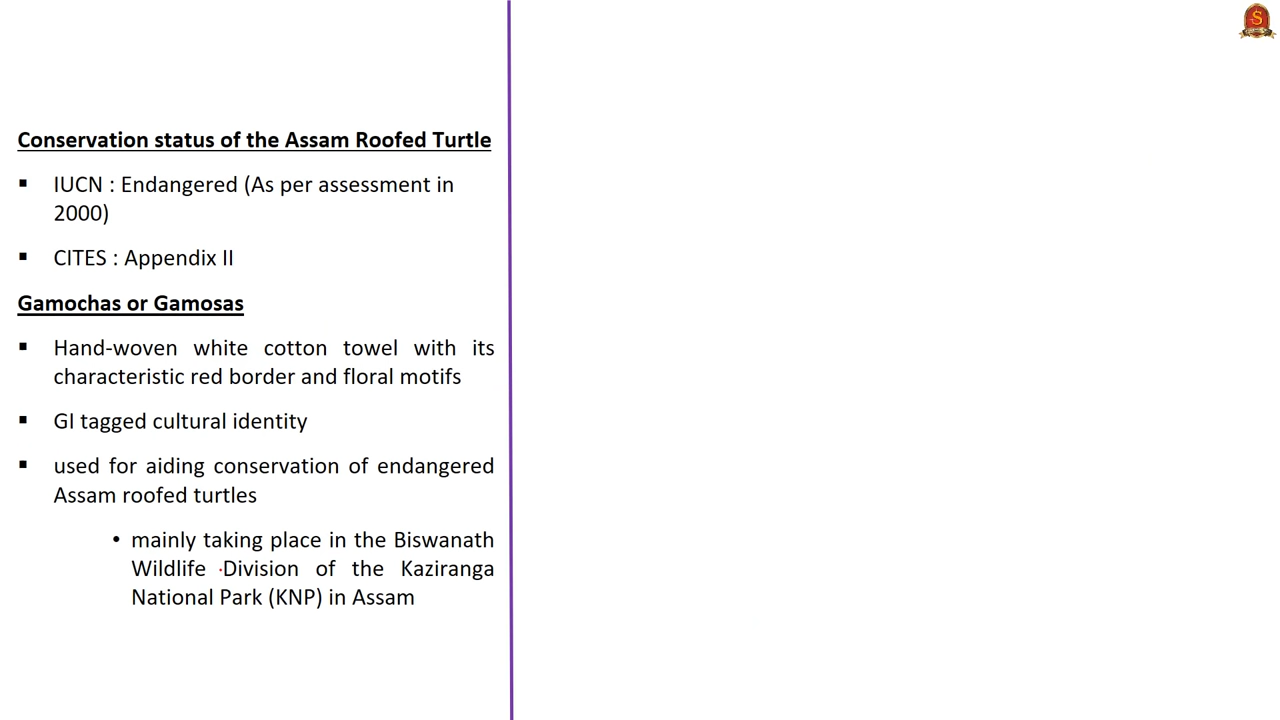 Conservation status of the Assam Roofed Turtle
▪ IUCN : Endangered (As per assessment in
2000)
▪ CITES : Appendix II
Gamochas or Gamosas
▪ Hand-woven white cotton towel with its
characteristic red border and floral motifs
▪ GI tagged cultural identity
▪ used for aiding conservation of endangered
Assam roofed turtles
• mainly taking place in the Biswanath
Wildlife Division of the Kaziranga
National Park (KNP) in Assam
S